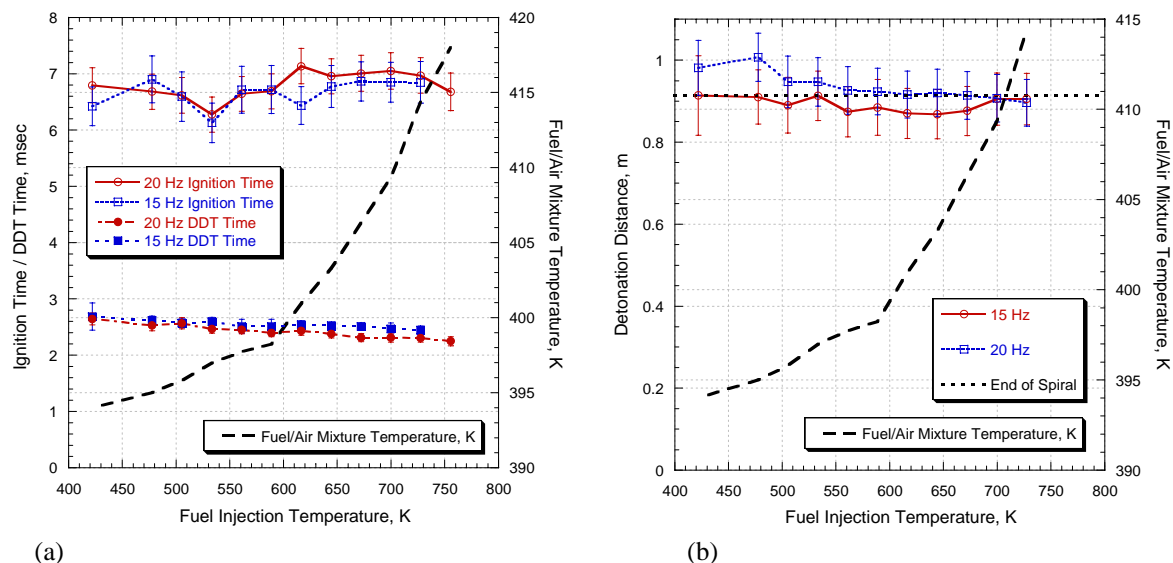 8
7
6
5
4
3
2
1
0
Ignition Time / DDT Time, msec
420
415
410
405
400
395
390
Fuel/Air Mixture Temperature, K
20 Hz Ignition Time
15 Hz Ignition Time
20 Hz DDT Time
15 Hz DDT Time
Fuel/Air Mixture Temperature, K
400 450 500 550 600 650 700 750 800
Fuel Injection Temperature, K
(a)
1
0.8
0.6
0.4
0.2
0
Detonation Distance, m
415
410
405
400
395
390
Fuel/Air Mixture Temperature, K
15 Hz
20 Hz
End of Spiral
Fuel/Air Mixture Temperature, K
400 450 500 550 600 650 700 750 800
Fuel Injection Temperature, K
(b)